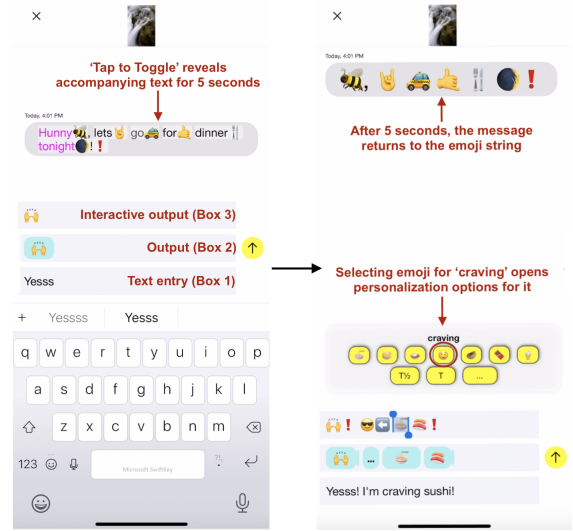 'Tap to Toggle' reveals
accompanying text for 5 seconds
Today, 4:01 PM
Hunny🐝, lets🤘 go🚕 for🤙 dinner🍴
tonight🌒!❗
🙌 Interactive output (Box 3)
🙌 Output (Box 2) ↑
Yesss Text entry (Box 1)
+ Yessss Yesss
q w e r t y u i o p
a s d f g h j k l
z x c v b n m
123 Microsoft SwiftKey ?!,
Today, 4:01 PM
🐝, 🤘 🚕 🤙 🍴 🌒❗
After 5 seconds, the message
returns to the emoji string
Selecting emoji for 'craving' opens
personalization options for it
craving
T½ T ...
...
Yesss! I'm craving sushi!